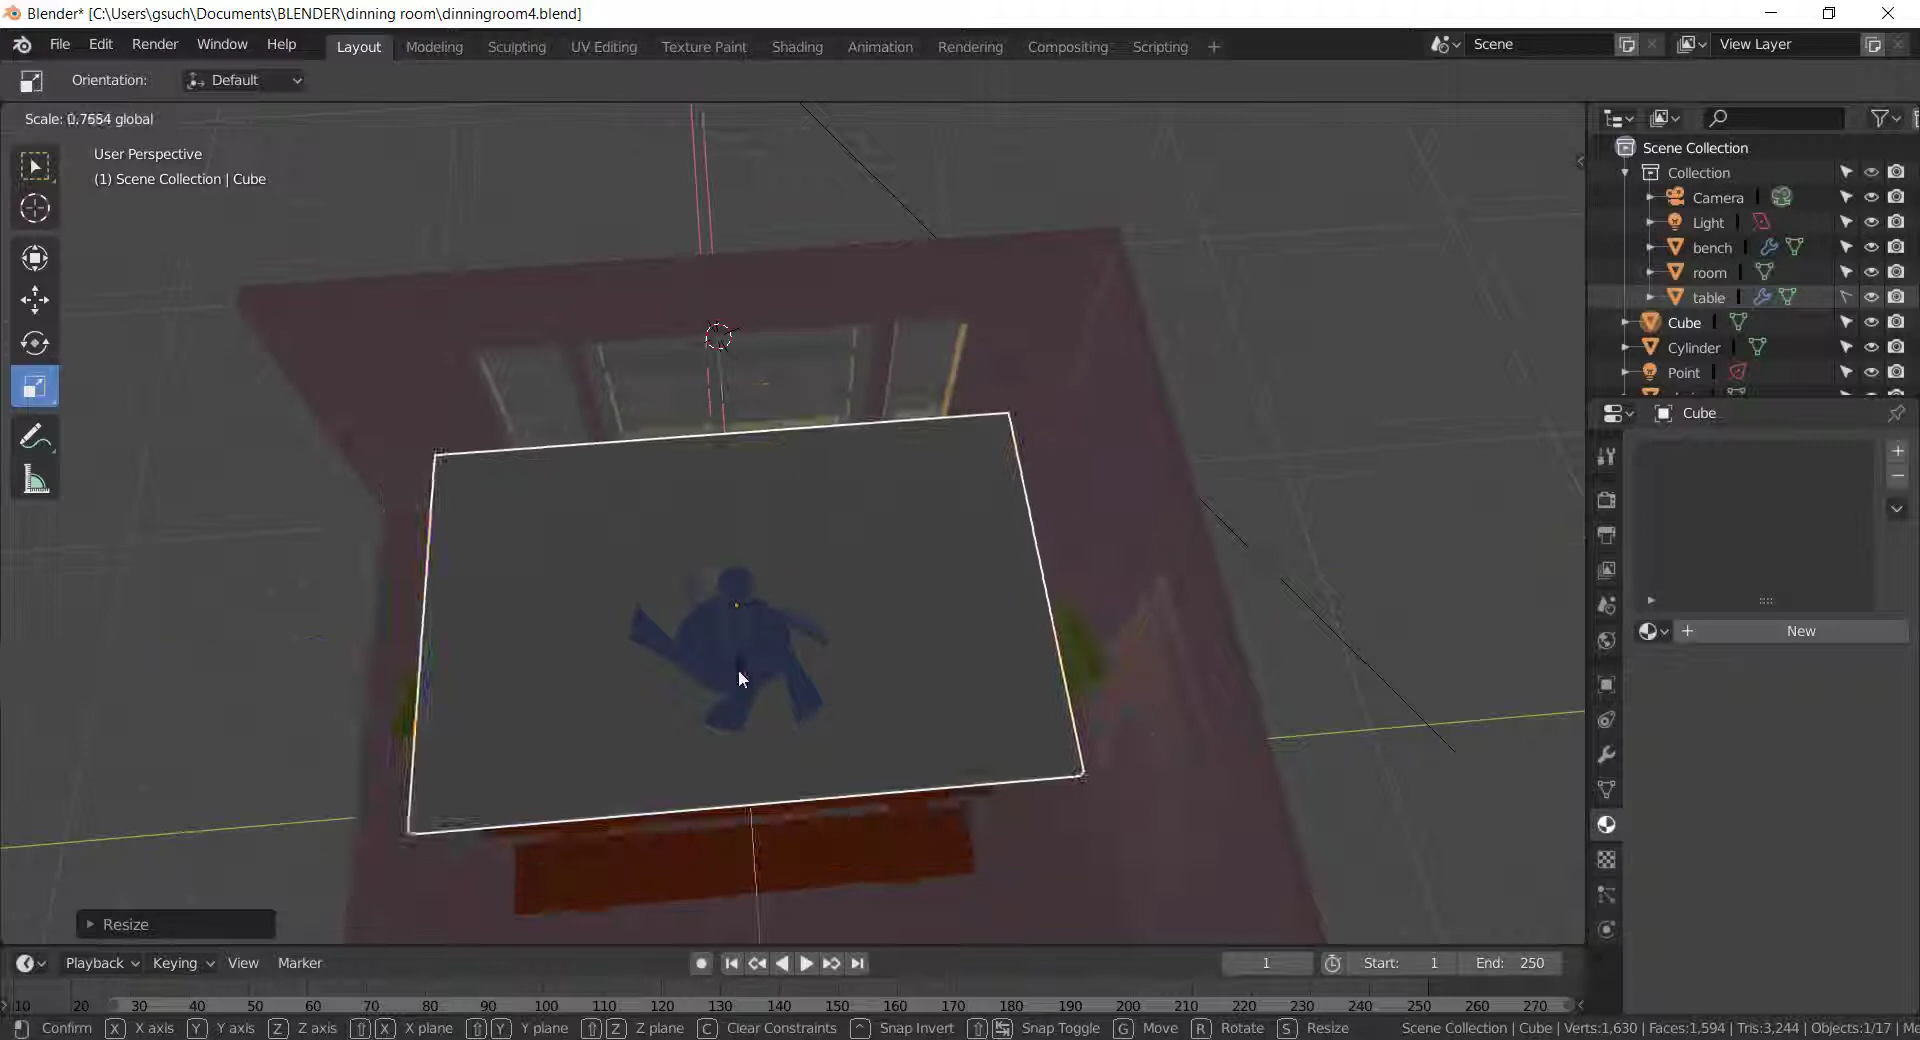 Blender* [C:\Users\gsuch\Documents\BLENDER\dinning room\dinningroom4.blend]
File Edit Render Window Help Layout Modeling Sculpting UV Editing Texture Paint Shading Animation Rendering Compositing Scripting Scene View Layer
Orientation: Default
Scale: 0.7554 global
User Perspective
(1) Scene Collection | Cube
Scene Collection
Collection
Camera
Light
bench
room
table
Cube
Cylinder
Point
Cube
New
Resize
Playback Keying View Marker 1 Start: 1 End: 250
10 20 30 40 50 60 70 80 90 100 110 120 130 140 150 160 170 180 190 200 210 220 230 240 250 260 270
Confirm X X axis Y Y axis Z Z axis X X plane Y Y plane Z Z plane C Clear Constraints ^ Snap Invert Snap Toggle G Move R Rotate S Resize Scene Collection | Cube | Verts:1,630 | Faces:1,594 | Tris:3,244 | Objects:1/17 | Me